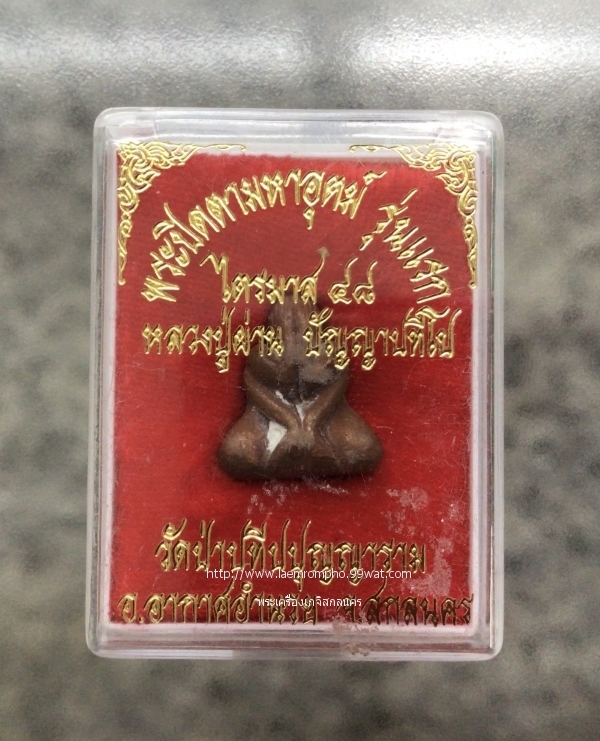 พระปิดตามหาอุตม์ รุ่นแรก
ไตรมาส ๔๘
หลวงปู่ผ่าน ปัญญาปทีโป
วัดป่าปทีปปุญญาราม
http://www.laemrompho.99wat.com
พระเครื่องเภจิสกลนคร
อ.อากาศอำนวย จ.สกลนคร